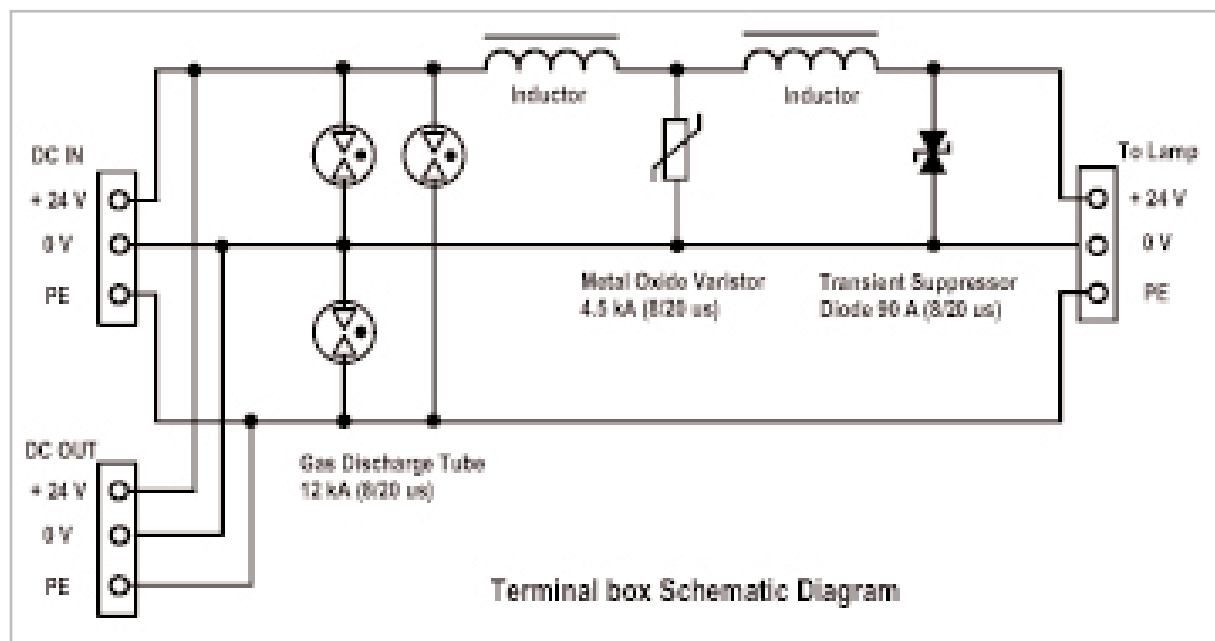 Inductor
Inductor
DC IN
+ 24 V
0 V
PE
To Lamp
+ 24 V
0 V
PE
Metal Oxide Varistor
4.5 kA (8/20 us)
Transient Suppressor
Diode 90 A (8/20 us)
DC OUT
+ 24 V
0 V
PE
Gas Discharge Tube
12 kA (8/20 us)
Terminal box Schematic Diagram